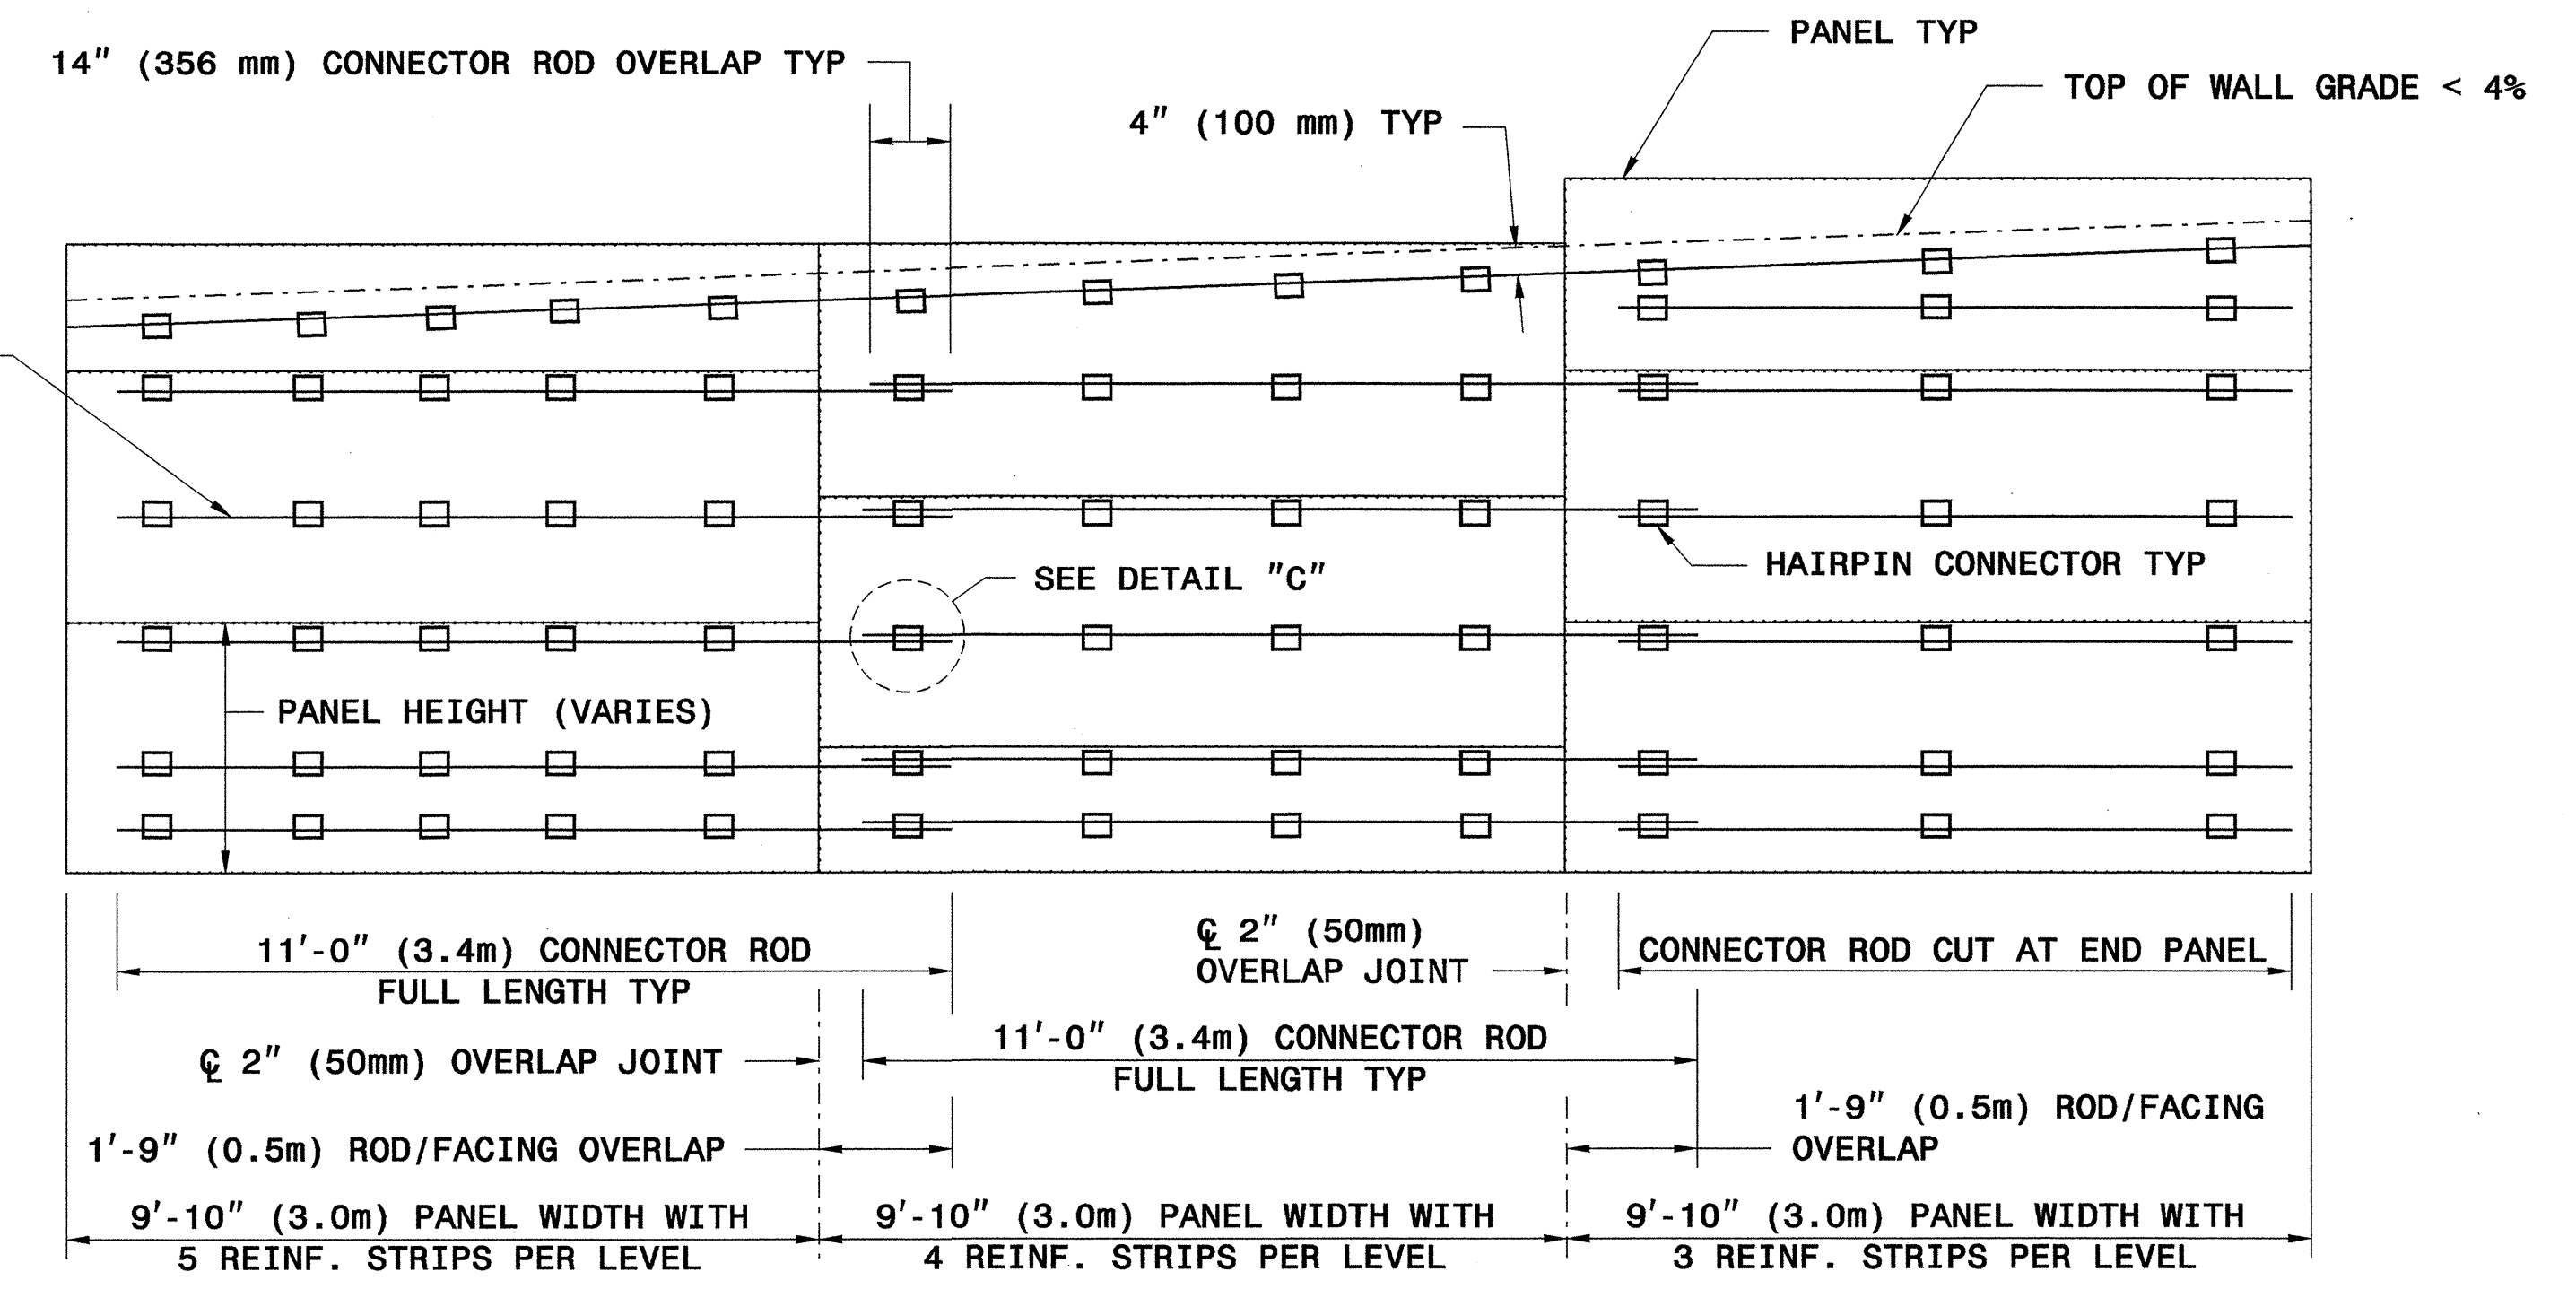 PANEL TYP
14" (356 mm) CONNECTOR ROD OVERLAP TYP
TOP OF WALL GRADE < 4%
4" (100 mm) TYP
HAIRPIN CONNECTOR TYP
SEE DETAIL "C"
PANEL HEIGHT (VARIES)
11'-0" (3.4m) CONNECTOR ROD
FULL LENGTH TYP
℄ 2" (50mm)
OVERLAP JOINT
CONNECTOR ROD CUT AT END PANEL
11'-0" (3.4m) CONNECTOR ROD
FULL LENGTH TYP
℄ 2" (50mm) OVERLAP JOINT
1'-9" (0.5m) ROD/FACING
OVERLAP
1'-9" (0.5m) ROD/FACING OVERLAP
9'-10" (3.0m) PANEL WIDTH WITH
5 REINF. STRIPS PER LEVEL
9'-10" (3.0m) PANEL WIDTH WITH
4 REINF. STRIPS PER LEVEL
9'-10" (3.0m) PANEL WIDTH WITH
3 REINF. STRIPS PER LEVEL